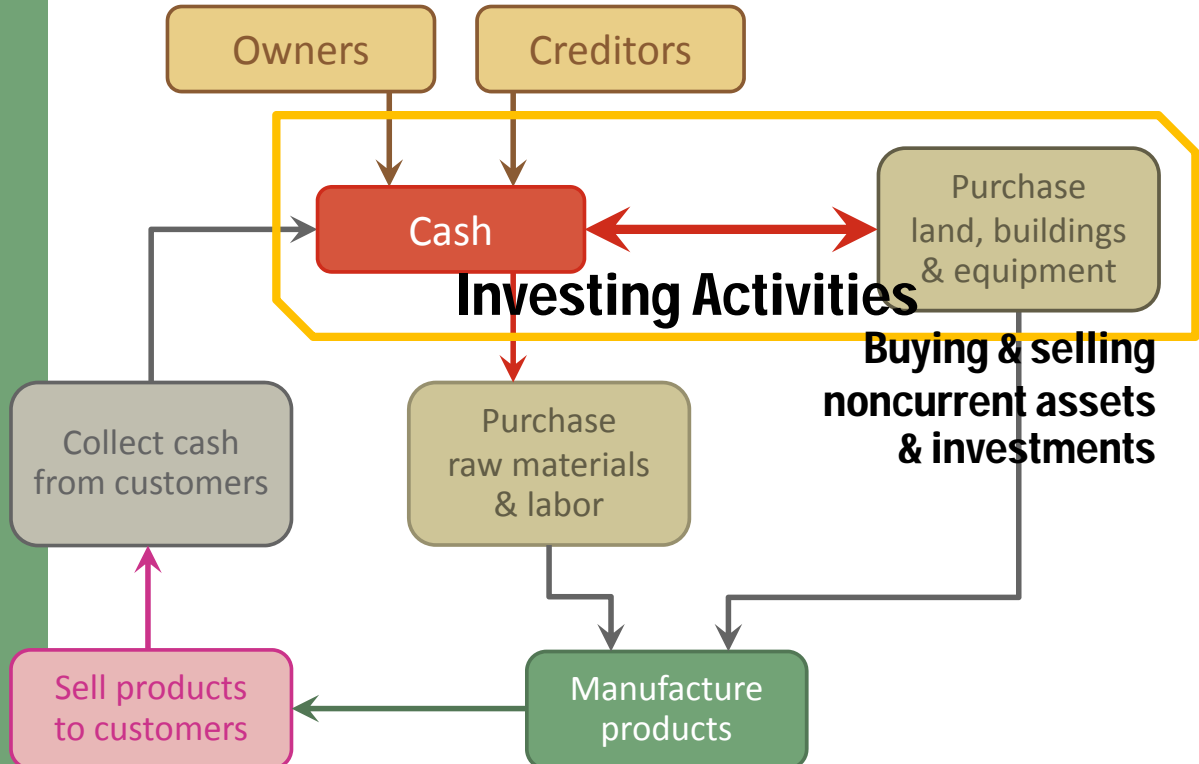 Owners
Creditors
Cash
Purchase
land, buildings
& equipment
Investing Activities
Buying & selling
noncurrent assets
& investments
Collect cash
from customers
Purchase
raw materials
& labor
Sell products
to customers
Manufacture
products